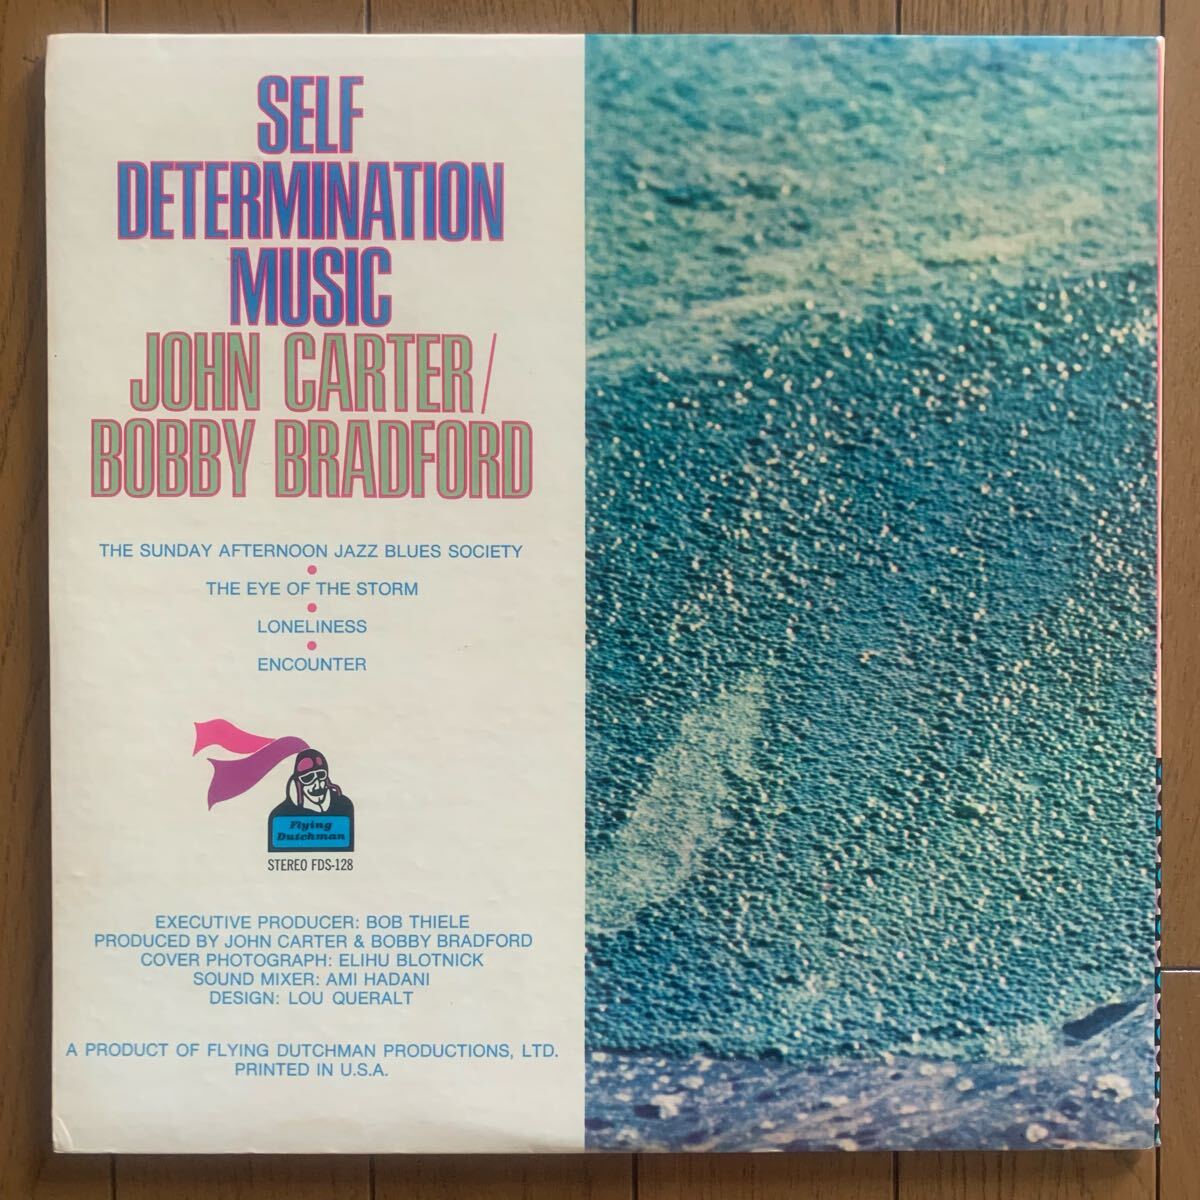 SELF
DETERMINATION
MUSIC
JOHN CARTER/
BOBBY BRADFORD
THE SUNDAY AFTERNOON JAZZ BLUES SOCIETY
THE EYE OF THE STORM
LONELINESS
ENCOUNTER
Flying
Dutchman
STEREO FDS-128
EXECUTIVE PRODUCER: BOB THIELE
PRODUCED BY JOHN CARTER & BOBBY BRADFORD
COVER PHOTOGRAPH: ELIHU BLOTNICK
SOUND MIXER: AMI HADANI
DESIGN: LOU QUERALT
A PRODUCT OF FLYING DUTCHMAN PRODUCTIONS, LTD.
PRINTED IN U.S.A.